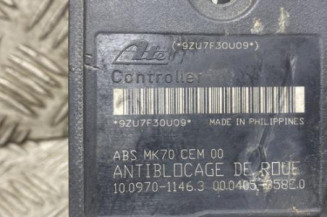 (*9ZU7F30U09*)
Ate
Controller
*9ZU7F30U09*
MADE IN PHILIPPINES
ABS MK70 CEM 00
ANTIBLOCAGE DE ROUE
10.0970-1146.3